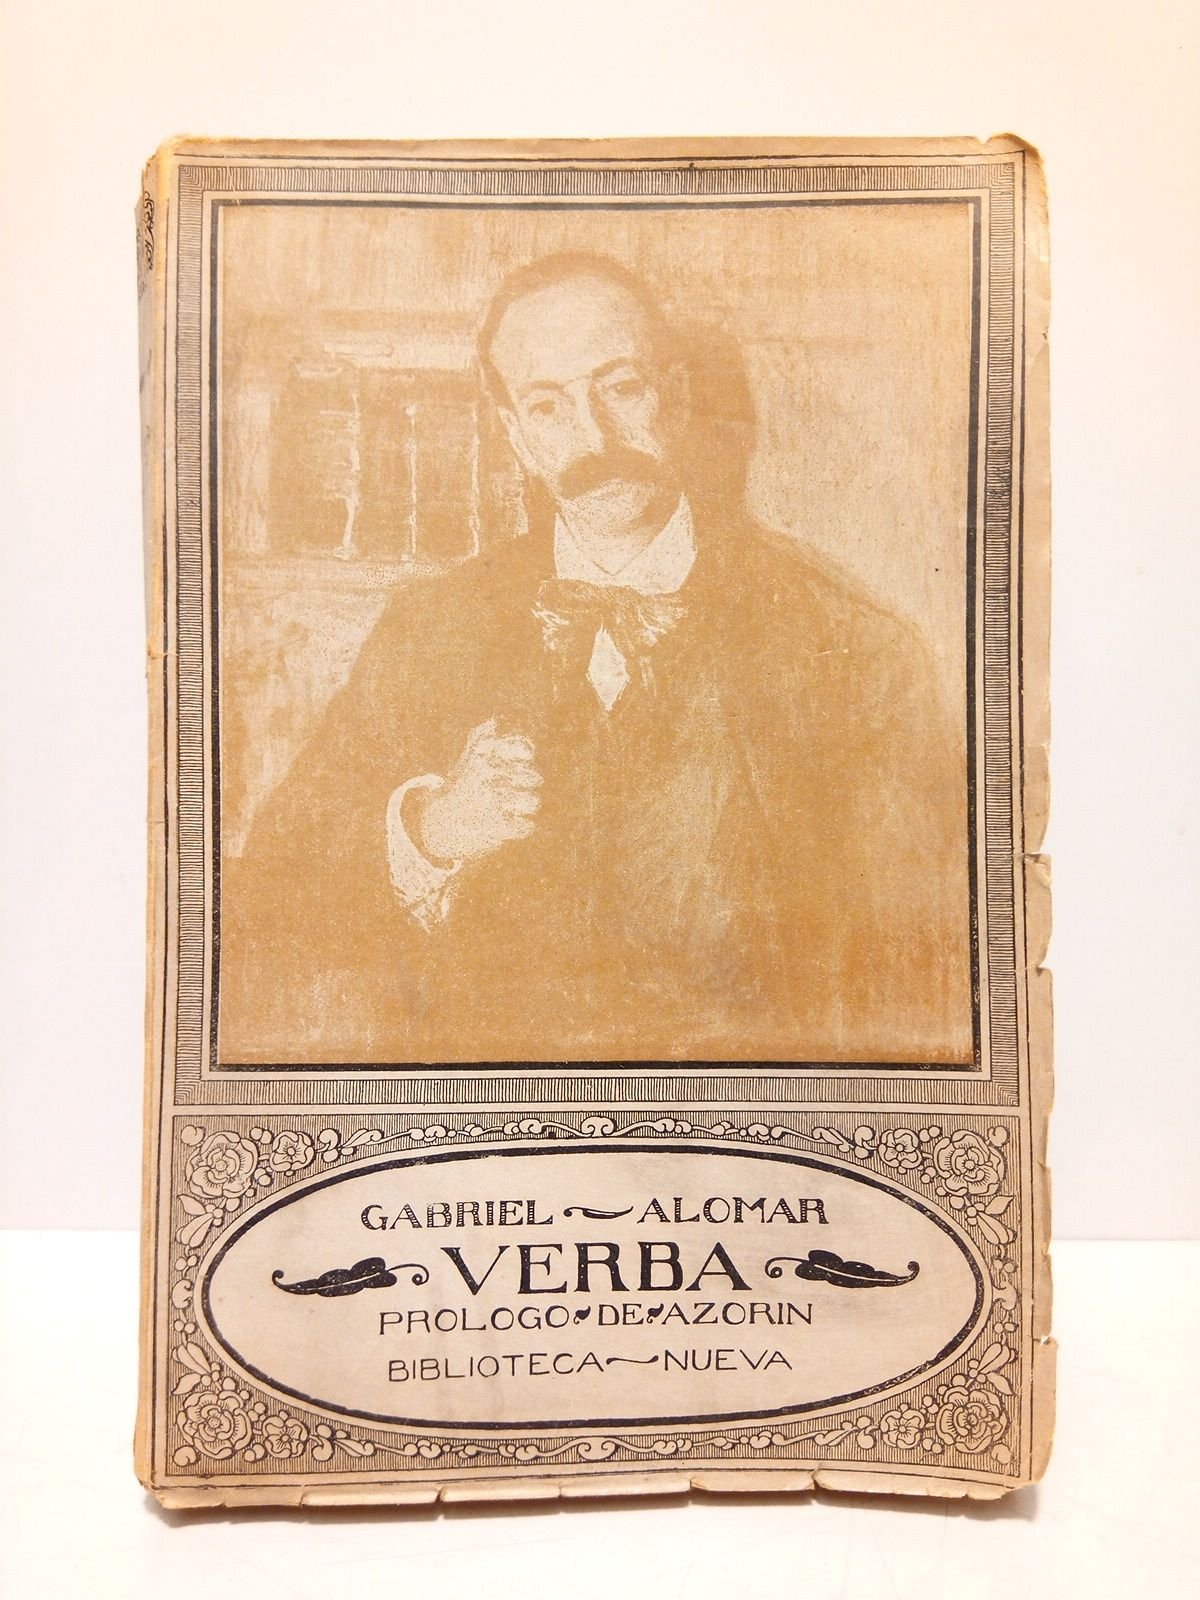 GABRIEL ALOMAR
VERBA
PROLOGO DE AZORIN
BIBLIOTECA NUEVA